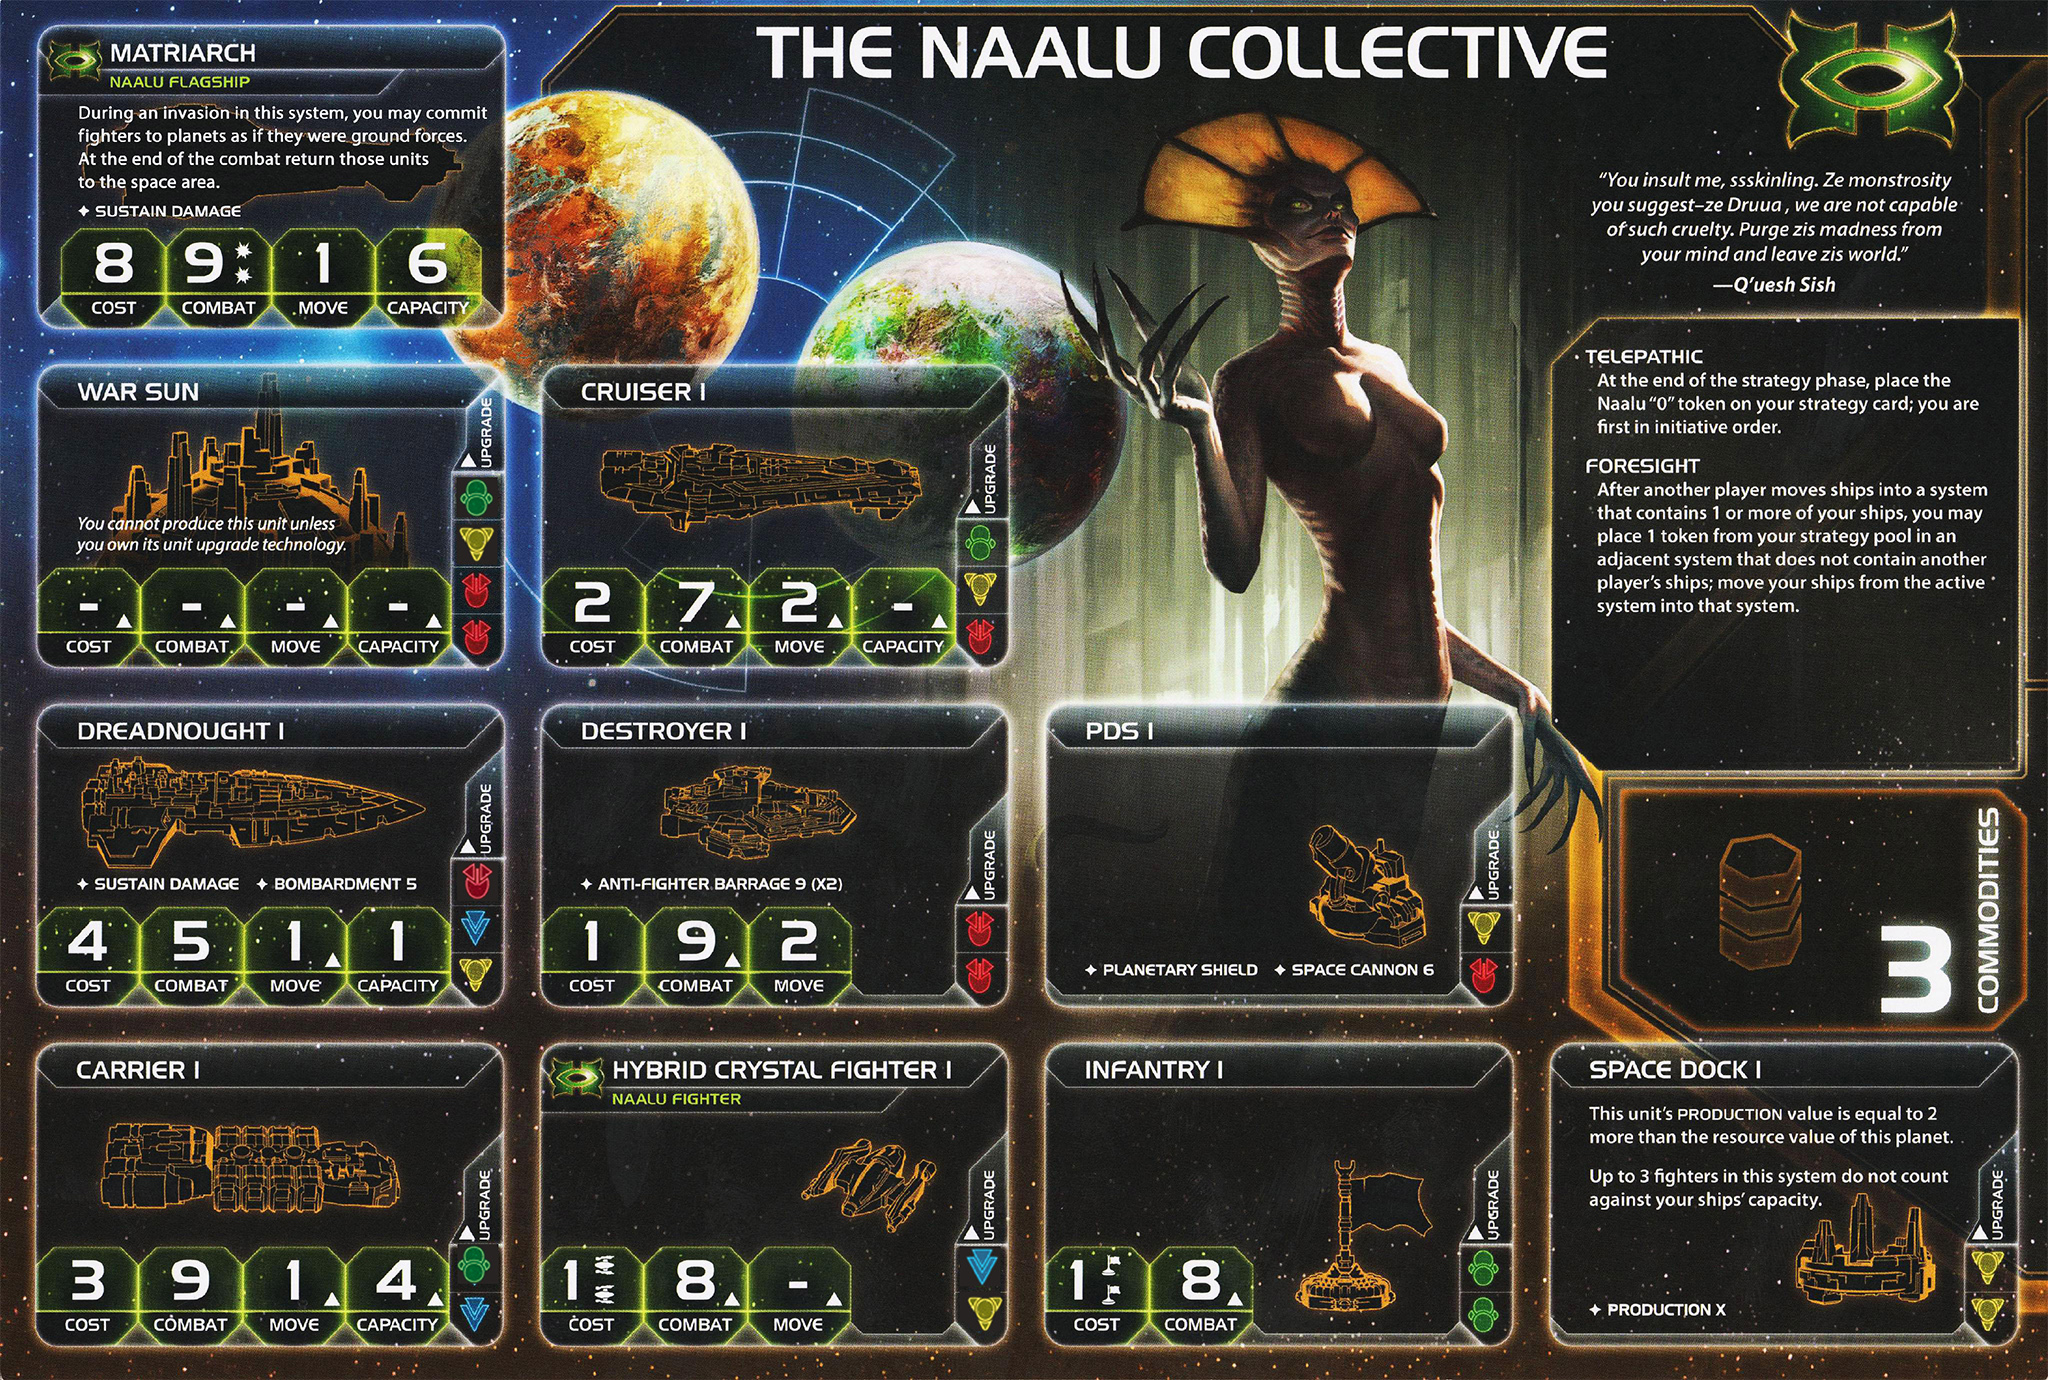 THE NAALU COLLECTIVE
MATRIARCH
NAALU FLAGSHIP
During an invasion in this system, you may commit
fighters to planets as if they were ground forces.
At the end of the combat return those units
to the space area.
SUSTAIN DAMAGE
8 9 1 6
COST COMBAT MOVE CAPACITY
“You insult me, ssskinling. Ze monstrosity
you suggest–ze Druua , we are not capable
of such cruelty. Purge zis madness from
your mind and leave zis world.”
—Q’uesh Sish
TELEPATHIC
At the end of the strategy phase, place the
Naalu “0” token on your strategy card; you are
first in initiative order.
FORESIGHT
After another player moves ships into a system
that contains 1 or more of your ships, you may
place 1 token from your strategy pool in an
adjacent system that does not contain another
player’s ships; move your ships from the active
system into that system.
WAR SUN
UPGRADE
You cannot produce this unit unless
you own its unit upgrade technology.
- - - -
COST COMBAT MOVE CAPACITY
CRUISER I
UPGRADE
2 7 2 -
COST COMBAT MOVE CAPACITY
DREADNOUGHT I
UPGRADE
SUSTAIN DAMAGE BOMBARDMENT 5
4 5 1 1
COST COMBAT MOVE CAPACITY
DESTROYER I
UPGRADE
ANTI-FIGHTER BARRAGE 9 (X2)
1 9 2
COST COMBAT MOVE
PDS I
UPGRADE
PLANETARY SHIELD SPACE CANNON 6
3
COMMODITIES
CARRIER I
UPGRADE
3 9 1 4
COST COMBAT MOVE CAPACITY
HYBRID CRYSTAL FIGHTER I
NAALU FIGHTER
UPGRADE
1 8 -
COST COMBAT MOVE
INFANTRY I
UPGRADE
1 8
COST COMBAT
SPACE DOCK I
This unit’s PRODUCTION value is equal to 2
more than the resource value of this planet.
Up to 3 fighters in this system do not count
against your ships’ capacity.
UPGRADE
PRODUCTION X